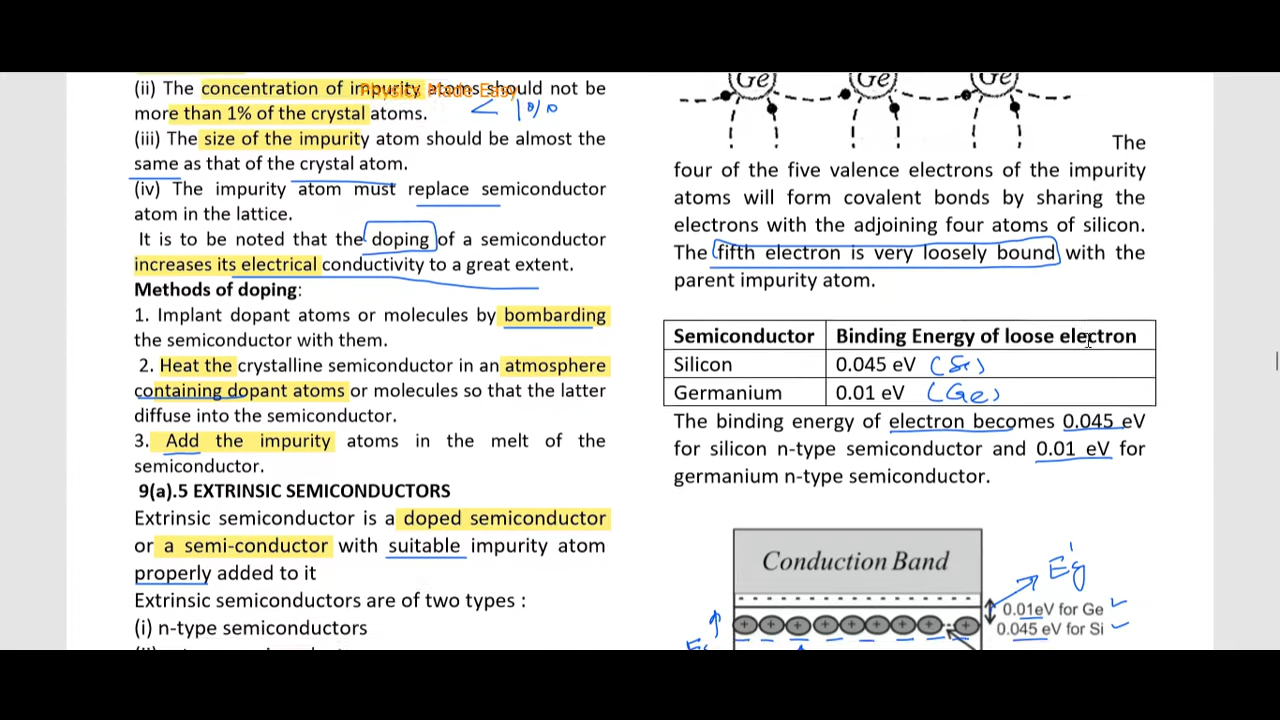 (ii) The concentration of impurity atoms should not be
Physics Made Easy
more than 1% of the crystal atoms.
< 1%
(iii) The size of the impurity atom should be almost the
same as that of the crystal atom.
(iv) The impurity atom must replace semiconductor
atom in the lattice.
It is to be noted that the doping of a semiconductor
increases its electrical conductivity to a great extent.
Methods of doping:
1. Implant dopant atoms or molecules by bombarding
the semiconductor with them.
2. Heat the crystalline semiconductor in an atmosphere
containing dopant atoms or molecules so that the latter
diffuse into the semiconductor.
3. Add the impurity atoms in the melt of the
semiconductor.
9(a).5 EXTRINSIC SEMICONDUCTORS
Extrinsic semiconductor is a doped semiconductor
or a semi-conductor with suitable impurity atom
properly added to it
Extrinsic semiconductors are of two types :
(i) n-type semiconductors
Ge Ge Ge
The
four of the five valence electrons of the impurity
atoms will form covalent bonds by sharing the
electrons with the adjoining four atoms of silicon.
The fifth electron is very loosely bound with the
parent impurity atom.
Semiconductor Binding Energy of loose electron
Silicon 0.045 eV (Si)
Germanium 0.01 eV (Ge)
The binding energy of electron becomes 0.045 eV
for silicon n-type semiconductor and 0.01 eV for
germanium n-type semiconductor.
Conduction Band
Eg'
0.01eV for Ge
0.045 eV for Si